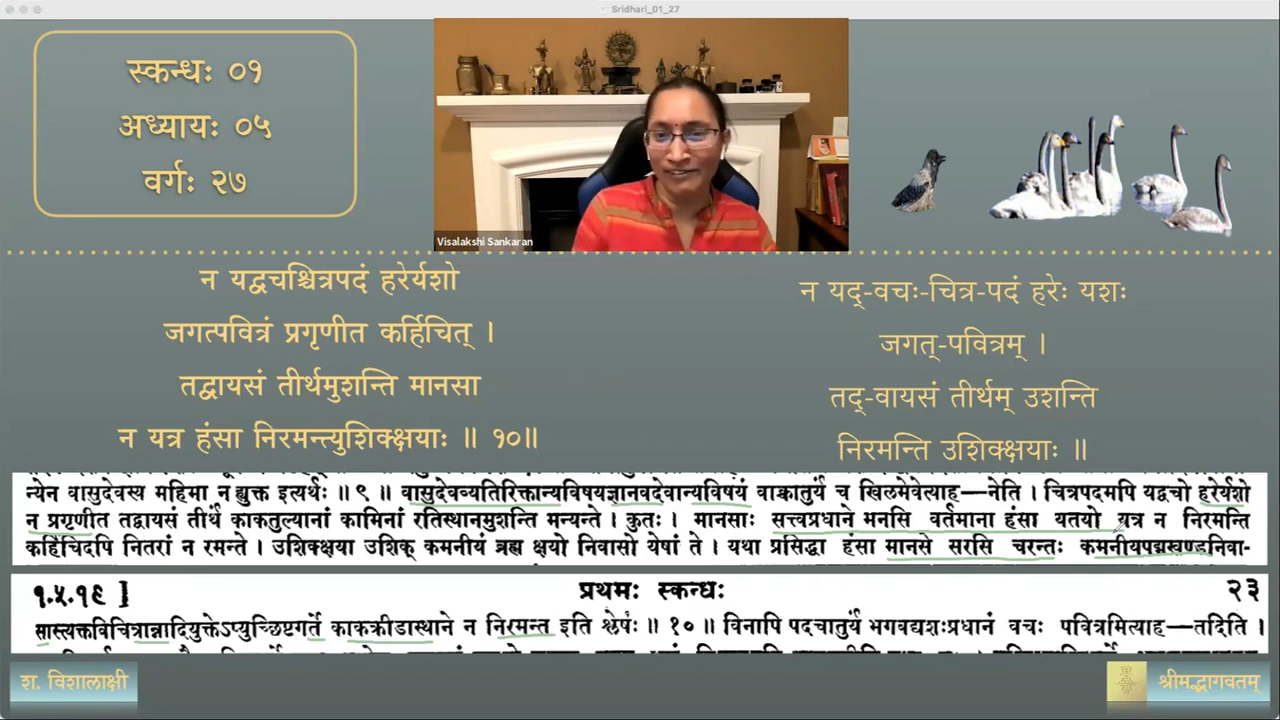 Sridhari_01_27
स्कन्धः ०१
अध्यायः ०५
वर्गः २७
Visalakshi Sankaran
न यद्वचश्चित्रपदं हरेर्यशो
जगत्पवित्रं प्रगृणीत कर्हिचित् ।
तद्वायसं तीर्थमुशन्ति मानसा
न यत्र हंसा निरमन्त्युशिक्क्षयाः ॥ १०॥
न यद्-वचः-चित्र-पदं हरेः यशः
जगत्-पवित्रम् ।
तद्-वायसं तीर्थम् उशन्ति
निरमन्ति उशिक्क्षयाः ॥
न्येन वासुदेवस्य महिमा न ह्युक्त इत्यर्थः ॥ ९ ॥ वासुदेवव्यतिरिक्तान्यविषयज्ञानवदेवान्यविषयं वाक्चातुर्यं च खिलमेवेत्याह—नेति । चित्रपदमपि यद्वचो हरेर्यशो
न प्रगृणीत तद्वायसं तीर्थं काकतुल्यानां कामिनां रतिस्थानमुशन्ति मन्यन्ते । कुतः । मानसाः सत्त्वप्रधाने मनसि वर्तमाना हंसा यतयो यत्र न निरमन्ति
कर्हिचिदपि नितरां न रमन्ते । उशिक्क्षया उशिक् कमनीयं ब्रह्म क्षयो निवासो येषां ते । यथा प्रसिद्धा हंसा मानसे सरसि चरन्तः कमनीयपद्मखण्डनिवा-
१.५.११ ]
प्रथमः स्कन्धः
२३
सास्त्यक्तविचित्रान्नादियुक्तेऽप्युच्छिष्टगर्ते काकक्रीडास्थाने न निरमन्त इति श्लेषः ॥ १० ॥ विनापि पदचातुर्यं भगवद्यशःप्रधानं वचः पवित्रमित्याह—तदिति ।
श. विशालाक्षी
श्रीमद्भागवतम्